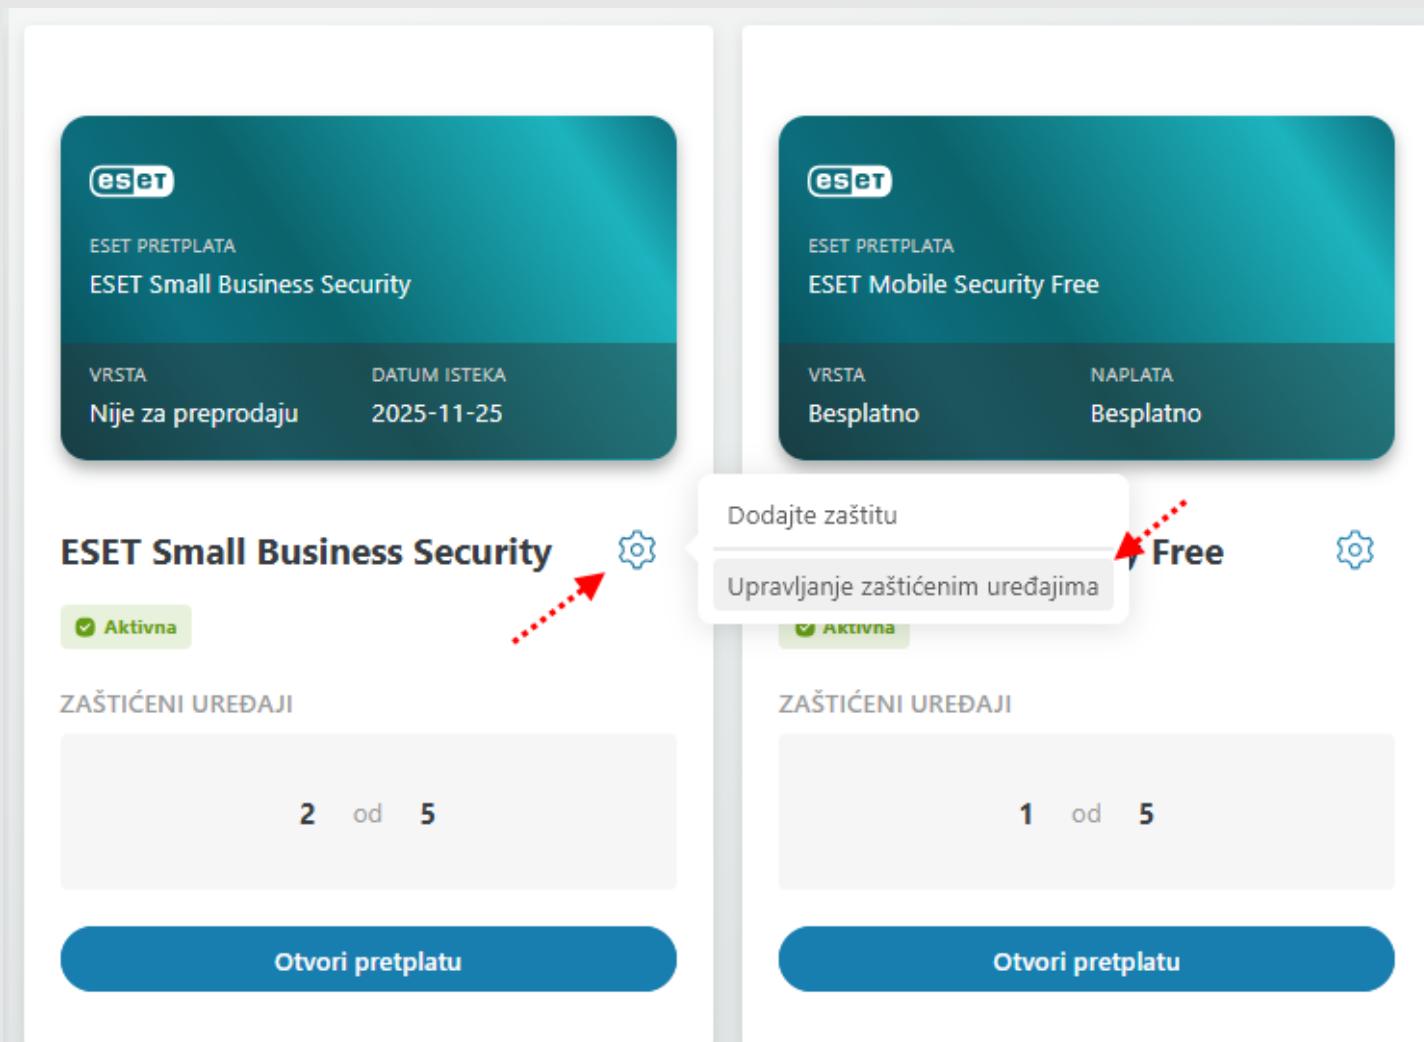 eset
ESET PRETPLATA
ESET Small Business Security
VRSTA
Nije za preprodaju
DATUM ISTEKA
2025-11-25
ESET Small Business Security
Aktivna
ZAŠTIĆENI UREĐAJI
2 od 5
Otvori pretplatu
eset
ESET PRETPLATA
ESET Mobile Security Free
VRSTA
Besplatno
NAPLATA
Besplatno
Dodajte zaštitu
Upravljanje zaštićenim uređajima
Free
Aktivna
ZAŠTIĆENI UREĐAJI
1 od 5
Otvori pretplatu